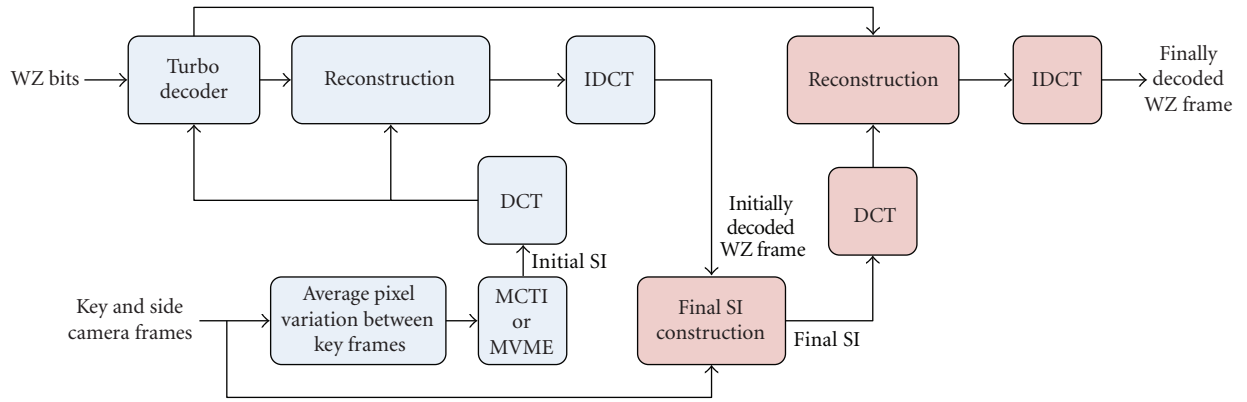 WZ bits
Turbo
decoder
Reconstruction
IDCT
Reconstruction
IDCT
Finally
decoded
WZ frame
DCT
Initially
decoded
WZ frame
DCT
Initial SI
Key and side
camera frames
Average pixel
variation between
key frames
MCTI
or
MVME
Final SI
construction
Final SI